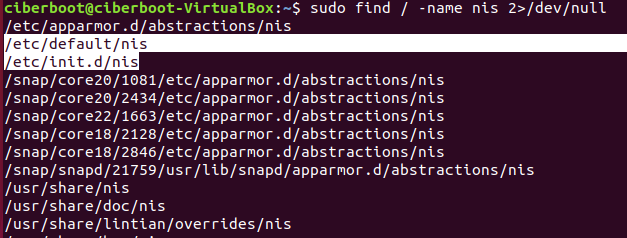 ciberboot@ciberboot-VirtualBox:~$ sudo find / -name nis 2>/dev/null
/etc/apparmor.d/abstractions/nis
/etc/default/nis
/etc/init.d/nis
/snap/core20/1081/etc/apparmor.d/abstractions/nis
/snap/core20/2434/etc/apparmor.d/abstractions/nis
/snap/core22/1663/etc/apparmor.d/abstractions/nis
/snap/core18/2128/etc/apparmor.d/abstractions/nis
/snap/core18/2846/etc/apparmor.d/abstractions/nis
/snap/snapd/21759/usr/lib/snapd/apparmor.d/abstractions/nis
/usr/share/nis
/usr/share/doc/nis
/usr/share/lintian/overrides/nis